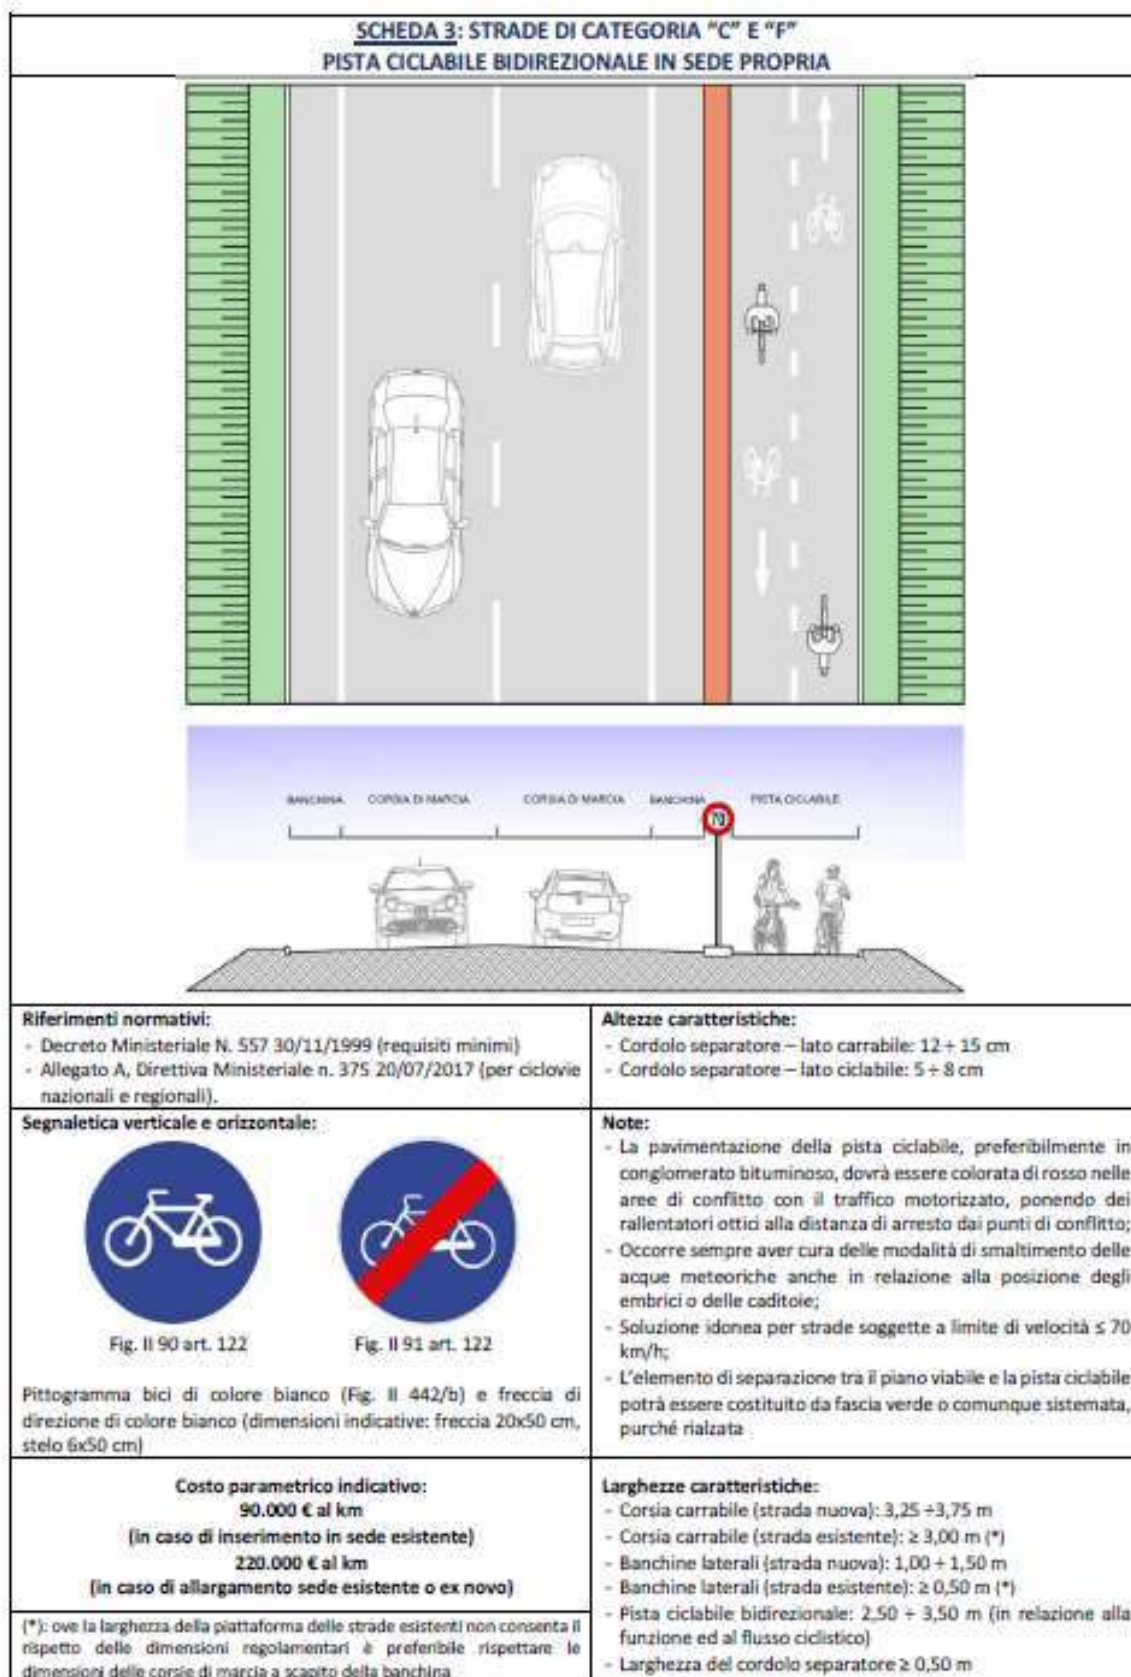 SCHEDA 3: STRADE DI CATEGORIA "C" E "F"
PISTA CICLABILE BIDIREZIONALE IN SEDE PROPRIA
BANCHINA CORSIA DI MARCIA CORSIA DI MARCIA BANCHINA PISTA CICLABILE
70
Riferimenti normativi:
- Decreto Ministeriale N. 557 30/11/1999 (requisiti minimi)
- Allegato A, Direttiva Ministeriale n. 375 20/07/2017 (per ciclovie
nazionali e regionali).
Altezze caratteristiche:
- Cordolo separatore – lato carrabile: 12 ÷ 15 cm
- Cordolo separatore – lato ciclabile: 5 ÷ 8 cm
Segnaletica verticale e orizzontale:
Fig. II 90 art. 122 Fig. II 91 art. 122
Pittogramma bici di colore bianco (Fig. II 442/b) e freccia di
direzione di colore bianco (dimensioni indicative: freccia 20x50 cm,
stelo 6x50 cm)
Note:
- La pavimentazione della pista ciclabile, preferibilmente in
conglomerato bituminoso, dovrà essere colorata di rosso nelle
aree di conflitto con il traffico motorizzato, ponendo dei
rallentatori ottici alla distanza di arresto dai punti di conflitto;
- Occorre sempre aver cura delle modalità di smaltimento delle
acque meteoriche anche in relazione alla posizione degli
embrici o delle caditoie;
- Soluzione idonea per strade soggette a limite di velocità ≤ 70
km/h;
- L'elemento di separazione tra il piano viabile e la pista ciclabile
potrà essere costituito da fascia verde o comunque sistemata,
purché rialzata
Costo parametrico indicativo:
90.000 € al km
(in caso di inserimento in sede esistente)
220.000 € al km
(in caso di allargamento sede esistente o ex novo)
(*): ove la larghezza della piattaforma delle strade esistenti non consenta il
rispetto delle dimensioni regolamentari è preferibile rispettare le
dimensioni delle corsie di marcia a scapito della banchina
Larghezze caratteristiche:
- Corsia carrabile (strada nuova): 3,25 ÷3,75 m
- Corsia carrabile (strada esistente): ≥ 3,00 m (*)
- Banchine laterali (strada nuova): 1,00 ÷ 1,50 m
- Banchine laterali (strada esistente): ≥ 0,50 m (*)
- Pista ciclabile bidirezionale: 2,50 ÷ 3,50 m (in relazione alla
funzione ed al flusso ciclistico)
- Larghezza del cordolo separatore ≥ 0,50 m